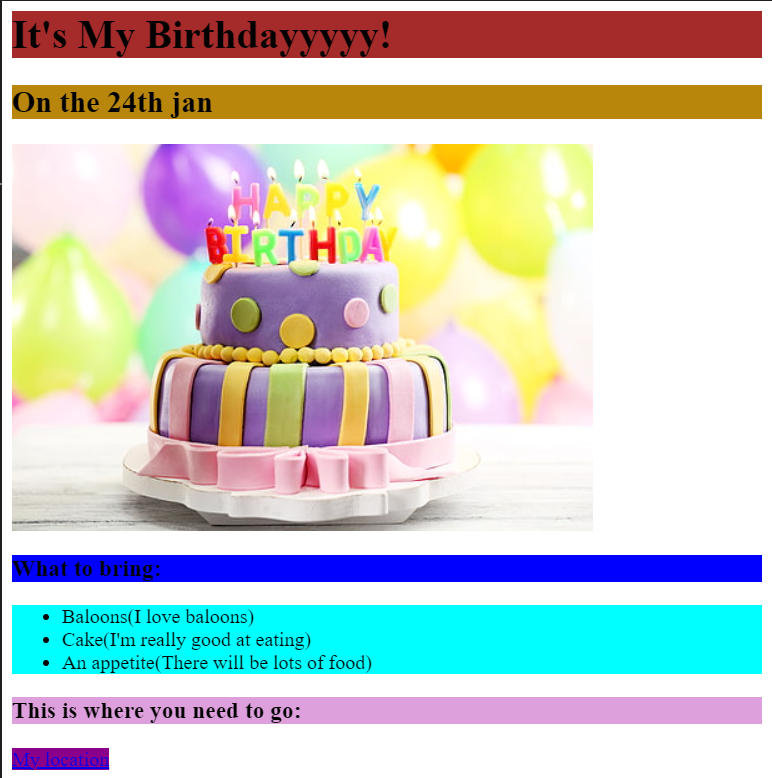 It's My Birthdayyyyy!
On the 24th jan
HAPPY
BIRTHDAY
What to bring:
Baloons(I love baloons)
Cake(I'm really good at eating)
An appetite(There will be lots of food)
This is where you need to go:
My location